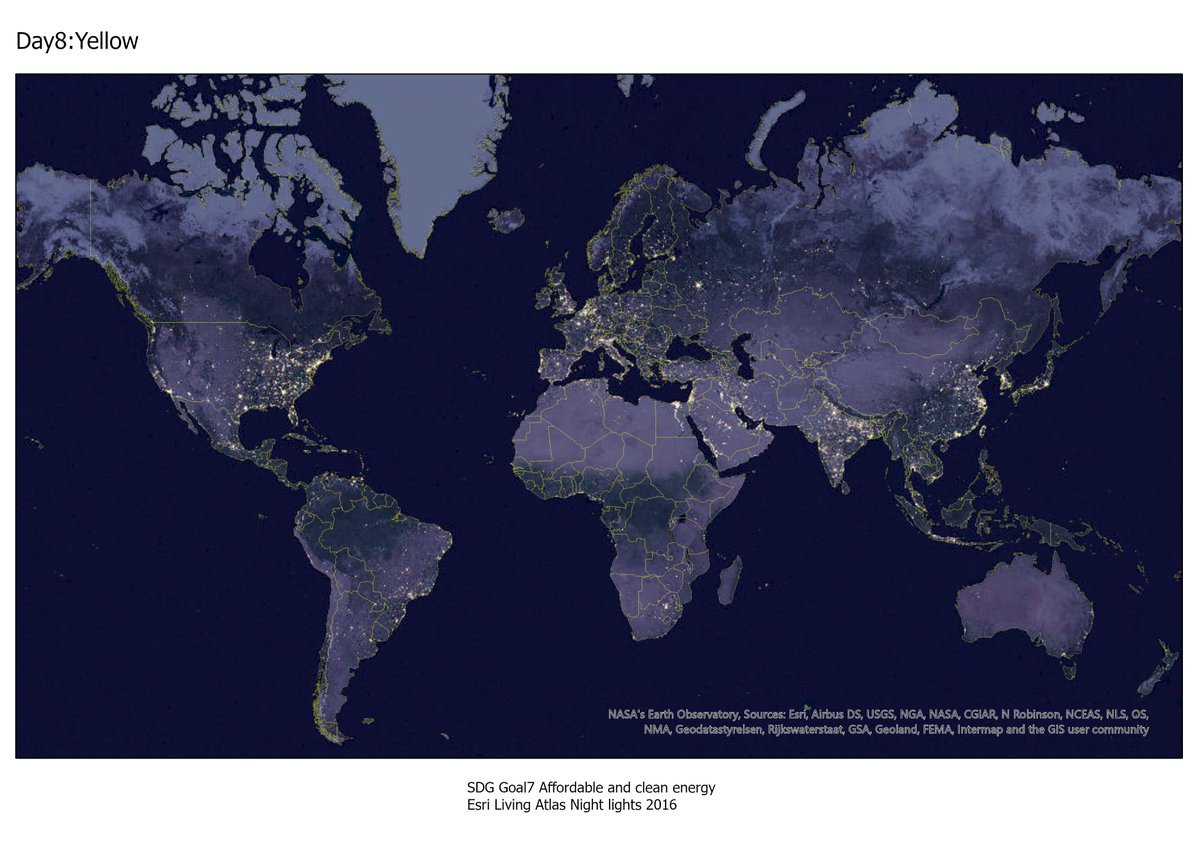 Day8:Yellow
NASA's Earth Observatory, Sources: Esri, Airbus DS, USGS, NGA, NASA, CGIAR, N Robinson, NCEAS, NLS, OS,
NMA, Geodatastyrelsen, Rijkswaterstaat, GSA, Geoland, FEMA, Intermap and the GIS user community
SDG Goal7 Affordable and clean energy
Esri Living Atlas Night lights 2016